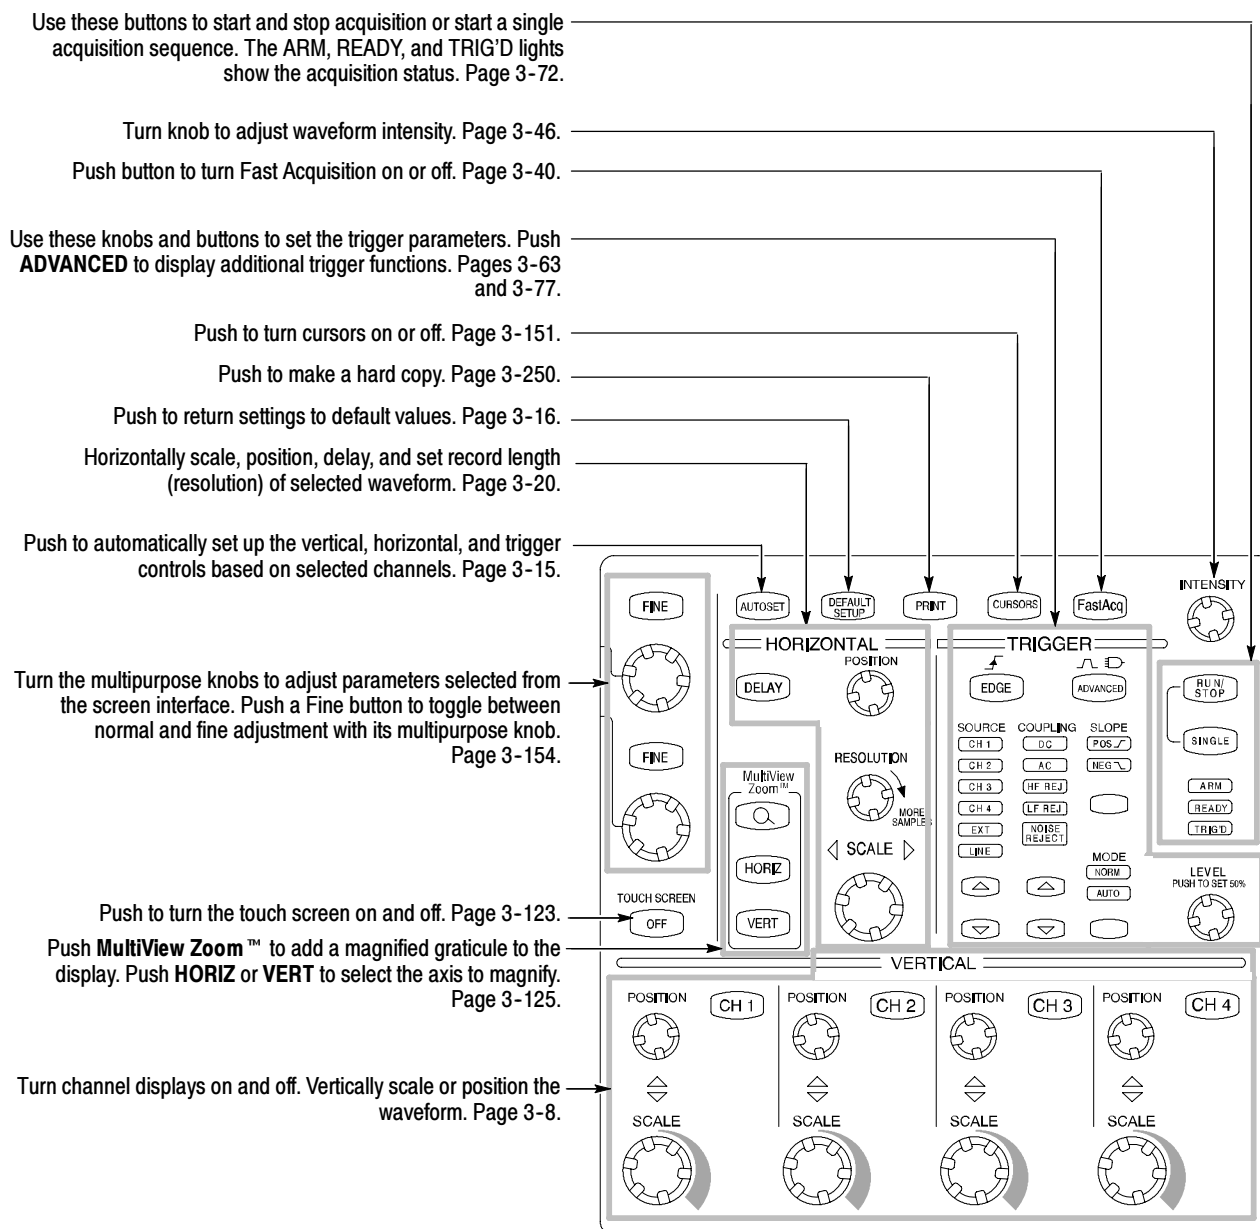 Use these buttons to start and stop acquisition or start a single
acquisition sequence. The ARM, READY, and TRIG'D lights
show the acquisition status. Page 3-72.
Turn knob to adjust waveform intensity. Page 3-46.
Push button to turn Fast Acquisition on or off. Page 3-40.
Use these knobs and buttons to set the trigger parameters. Push
ADVANCED to display additional trigger functions. Pages 3-63
and 3-77.
Push to turn cursors on or off. Page 3-151.
Push to make a hard copy. Page 3-250.
Push to return settings to default values. Page 3-16.
Horizontally scale, position, delay, and set record length
(resolution) of selected waveform. Page 3-20.
Push to automatically set up the vertical, horizontal, and trigger
controls based on selected channels. Page 3-15.
Turn the multipurpose knobs to adjust parameters selected from
the screen interface. Push a Fine button to toggle between
normal and fine adjustment with its multipurpose knob.
Page 3-154.
Push to turn the touch screen on and off. Page 3-123.
Push MultiView Zoom™ to add a magnified graticule to the
display. Push HORIZ or VERT to select the axis to magnify.
Page 3-125.
Turn channel displays on and off. Vertically scale or position the
waveform. Page 3-8.
FINE
FINE
TOUCH SCREEN
OFF
AUTOSET
DEFAULT
SETUP
PRINT
CURSORS
FastAcq
INTENSITY
HORIZONTAL
POSITION
DELAY
RESOLUTION
MORE
SAMPLES
SCALE
MultiView
Zoom™
HORIZ
VERT
TRIGGER
EDGE
ADVANCED
SOURCE
CH 1
CH 2
CH 3
CH 4
EXT
LINE
COUPLING
DC
AC
HF REJ
LF REJ
NOISE
REJECT
SLOPE
POS
NEG
MODE
NORM
AUTO
RUN/
STOP
SINGLE
ARM
READY
TRIG'D
LEVEL
PUSH TO SET 50%
VERTICAL
POSITION
CH 1
POSITION
CH 2
POSITION
CH 3
POSITION
CH 4
SCALE
SCALE
SCALE
SCALE